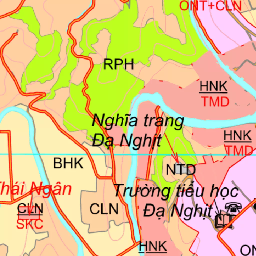 ONT+CLN
RPH
HNK
TMD
Nghĩa trang
Đạ Nghịt
HNK
TMD
BHK
NTD
Thái Ngân
Trường tiểu học
Đạ Nghịt
CLN
SKC
CLN
HNK